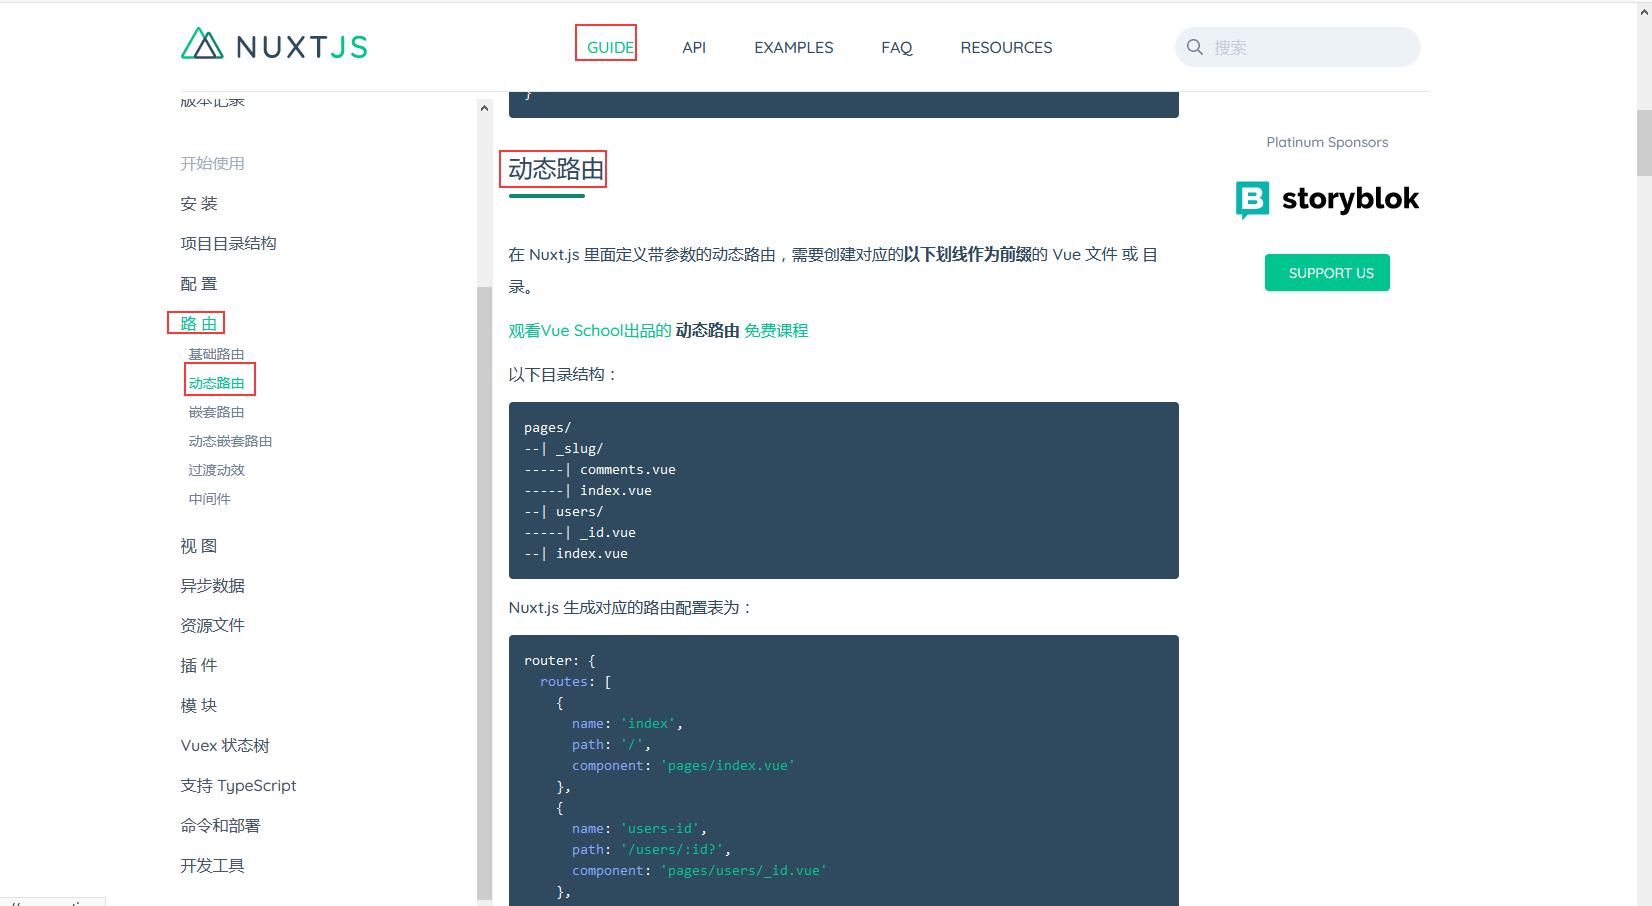 NUXTJS
GUIDE
API
EXAMPLES
FAQ
RESOURCES
搜索
版本记录
开始使用
安 装
项目目录结构
配 置
路 由
基础路由
动态路由
嵌套路由
动态嵌套路由
过渡动效
中间件
视 图
异步数据
资源文件
插 件
模 块
Vuex 状态树
支持 TypeScript
命令和部署
开发工具
}
动态路由
在 Nuxt.js 里面定义带参数的动态路由，需要创建对应的以下划线作为前缀的 Vue 文件 或 目
录。
观看Vue School出品的 动态路由 免费课程
以下目录结构：
pages/
--| _slug/
-----| comments.vue
-----| index.vue
--| users/
-----| _id.vue
--| index.vue
Nuxt.js 生成对应的路由配置表为：
router: {
routes: [
{
name: 'index',
path: '/',
component: 'pages/index.vue'
},
{
name: 'users-id',
path: '/users/:id?',
component: 'pages/users/_id.vue'
},
Platinum Sponsors
storyblok
SUPPORT US